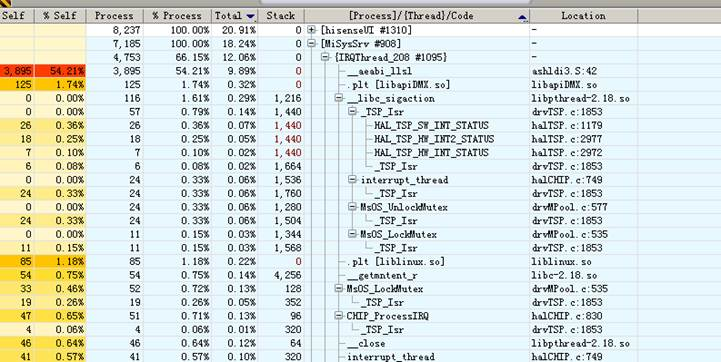 Self % Self Process % Process Total Stack [Process]/{Thread}/Code Location
8,237 100.00% 20.91% 0 [hisenseUI #1310] -
7,185 100.00% 18.24% 0 [MiSysSrv #908] -
4,753 66.15% 12.06% 0 {IRQThread_208 #1095} -
3,895 54.21% 3,895 54.21% 9.89% 0 __aeabi_llsl ashldi3.S:42
125 1.74% 125 1.74% 0.32% 0 .plt [libapiDMX.so] libapiDMX.so
0 0.00% 116 1.61% 0.29% 1,216 __libc_sigaction libpthread-2.18.so
0 0.00% 57 0.79% 0.14% 1,440 _TSP_Isr drvTSP.c:1853
26 0.36% 26 0.36% 0.07% 1,440 HAL_TSP_SW_INT_STATUS halTSP.c:1179
18 0.25% 18 0.25% 0.05% 1,440 HAL_TSP_HW_INT2_STATUS halTSP.c:2977
7 0.10% 7 0.10% 0.02% 1,440 HAL_TSP_HW_INT_STATUS halTSP.c:2972
6 0.08% 6 0.08% 0.02% 1,664 _TSP_Isr drvTSP.c:1853
0 0.00% 24 0.33% 0.06% 1,536 interrupt_thread halCHIP.c:749
24 0.33% 24 0.33% 0.06% 1,760 _TSP_Isr drvTSP.c:1853
0 0.00% 24 0.33% 0.06% 1,280 MsOS_UnLockMutex drvMPool.c:577
24 0.33% 24 0.33% 0.06% 1,504 _TSP_Isr drvTSP.c:1853
0 0.00% 11 0.15% 0.03% 1,344 MsOS_LockMutex drvMPool.c:535
11 0.15% 11 0.15% 0.03% 1,568 _TSP_Isr drvTSP.c:1853
85 1.18% 85 1.18% 0.22% 0 .plt [liblinux.so] liblinux.so
54 0.75% 54 0.75% 0.14% 4,256 __getmntent_r libc-2.18.so
33 0.46% 52 0.72% 0.13% 128 MsOS_LockMutex drvMPool.c:535
19 0.26% 19 0.26% 0.05% 352 _TSP_Isr drvTSP.c:1853
47 0.65% 51 0.71% 0.13% 96 CHIP_ProcessIRQ halCHIP.c:830
4 0.06% 4 0.06% 0.01% 320 _TSP_Isr drvTSP.c:1853
46 0.64% 46 0.64% 0.12% 64 __close libpthread-2.18.so
41 0.57% 41 0.57% 0.10% 320 interrupt_thread halCHIP.c:749